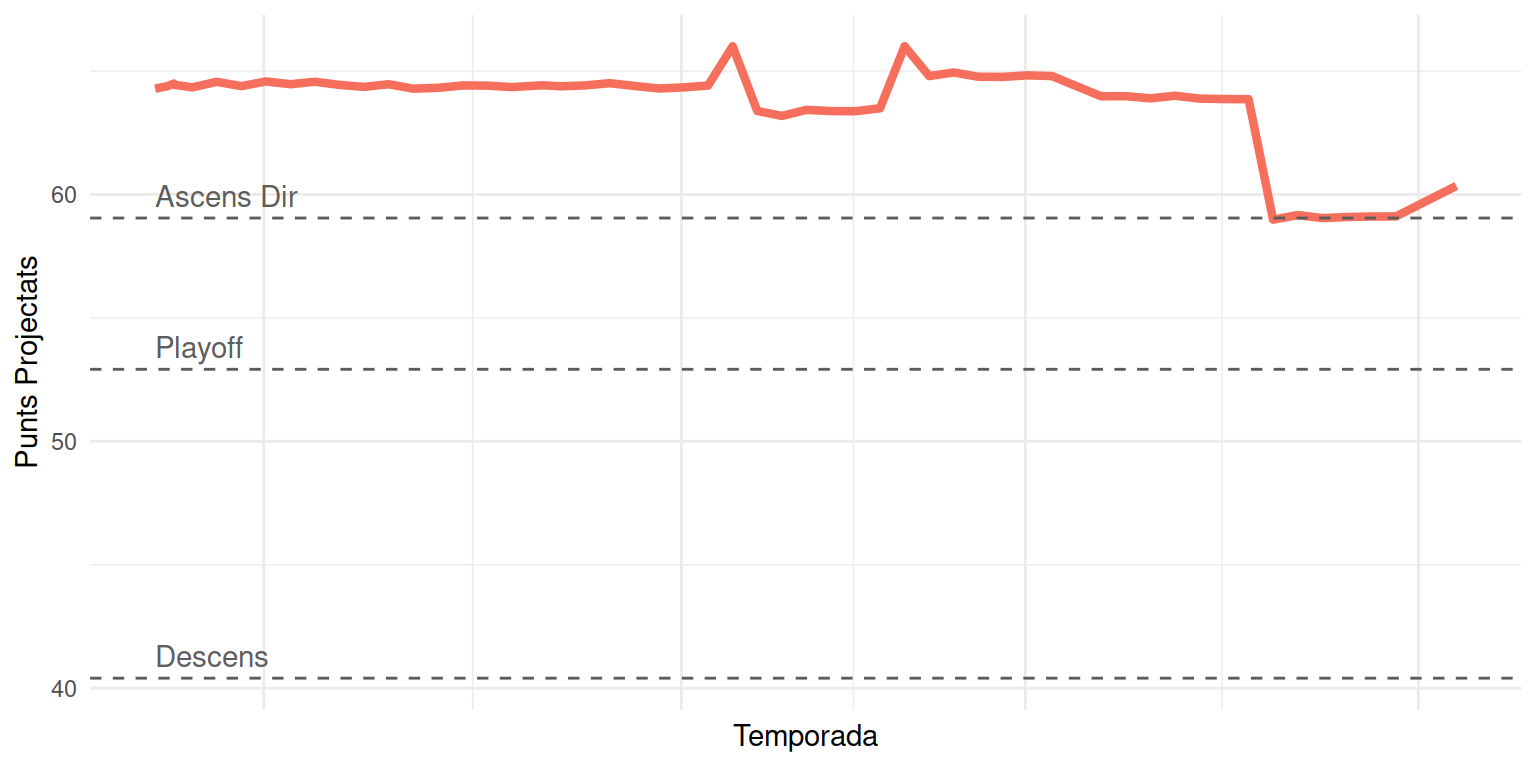 60
Ascens Dir
Playoff
Punts Projectats
50
Descens
40
Temporada